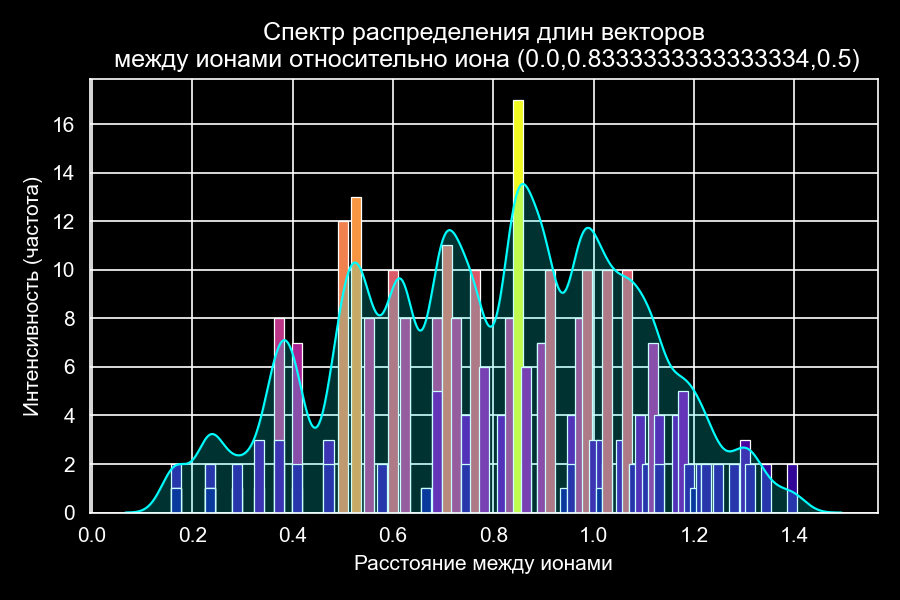 Спектр распределения длин векторов
между ионами относительно иона (0.0,0.8333333333333334,0.5)
Интенсивность (частота)
16
14
12
10
8
6
4
2
0
0.0 0.2 0.4 0.6 0.8 1.0 1.2 1.4
Расстояние между ионами